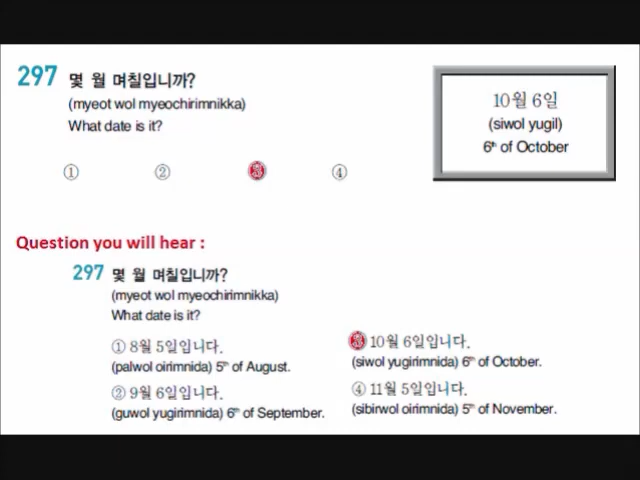 297 몇 월 며칠입니까?
(myeot wol myeochirimnikka)
What date is it?
10월 6일
(siwol yugil)
6th of October
① ② ③ ④
Question you will hear :
297 몇 월 며칠입니까?
(myeot wol myeochirimnikka)
What date is it?
① 8월 5일입니다.
(palwol oirimnida) 5th of August.
② 9월 6일입니다.
(guwol yugirimnida) 6th of September.
③ 10월 6일입니다.
(siwol yugirimnida) 6th of October.
④ 11월 5일입니다.
(sibirwol oirimnida) 5th of November.